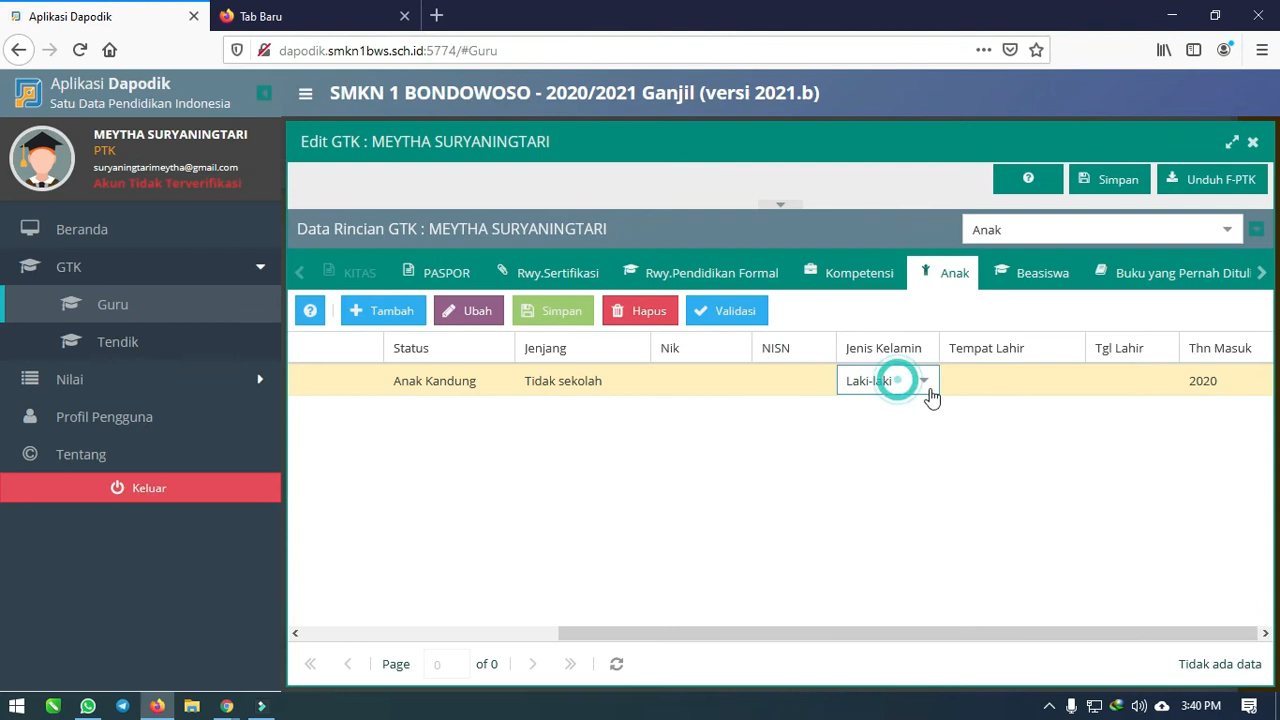 Aplikasi Dapodik
Tab Baru
dapodik.smkn1bws.sch.id:5774/#Guru
Aplikasi Dapodik
Satu Data Pendidikan Indonesia
SMKN 1 BONDOWOSO - 2020/2021 Ganjil (versi 2021.b)
MEYTHA SURYANINGTARI
PTK
suryaningtarimeytha@gmail.com
Akun Tidak Terverifikasi
Beranda
GTK
Guru
Tendik
Nilai
Profil Pengguna
Tentang
Keluar
Edit GTK : MEYTHA SURYANINGTARI
Simpan Unduh F-PTK
Data Rincian GTK : MEYTHA SURYANINGTARI Anak
KITAS PASPOR Rwy.Sertifikasi Rwy.Pendidikan Formal Kompetensi Anak Beasiswa Buku yang Pernah Dituli
Tambah Ubah Simpan Hapus Validasi
Status Jenjang Nik NISN Jenis Kelamin Tempat Lahir Tgl Lahir Thn Masuk
Anak Kandung Tidak sekolah Laki-laki 2020
Page 0 of 0 Tidak ada data
3:40 PM